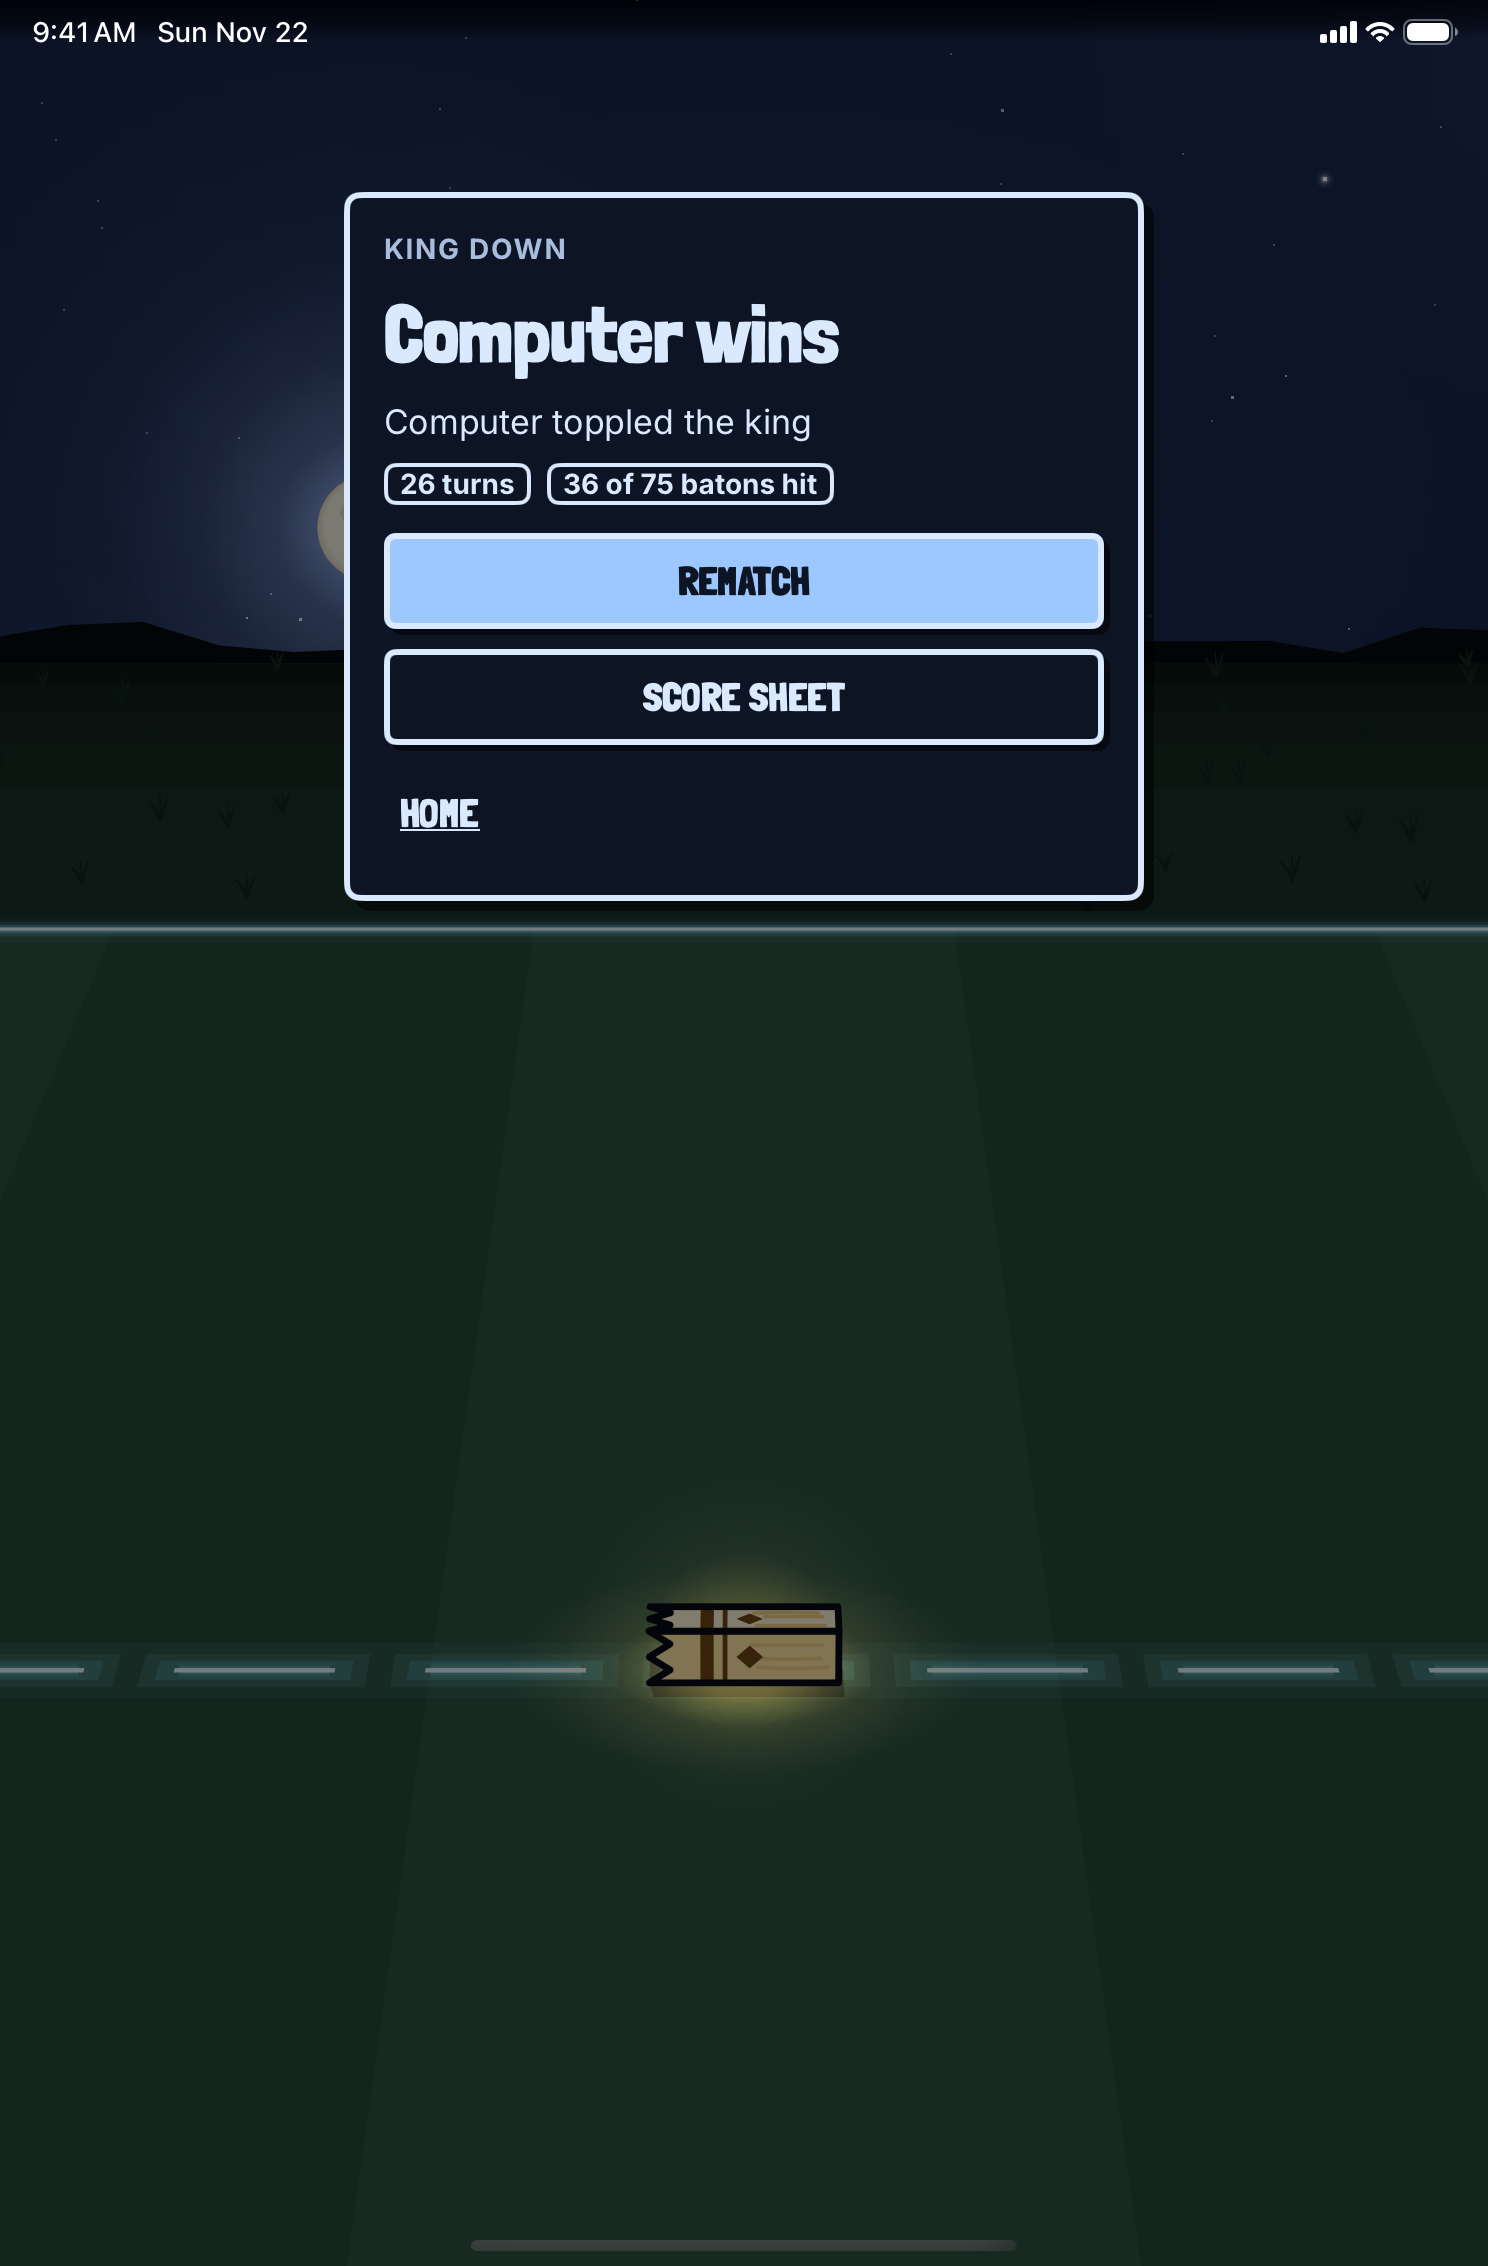 9:41 AM Sun Nov 22
KING DOWN
Computer wins
Computer toppled the king
26 turns 36 of 75 batons hit
REMATCH
SCORE SHEET
HOME